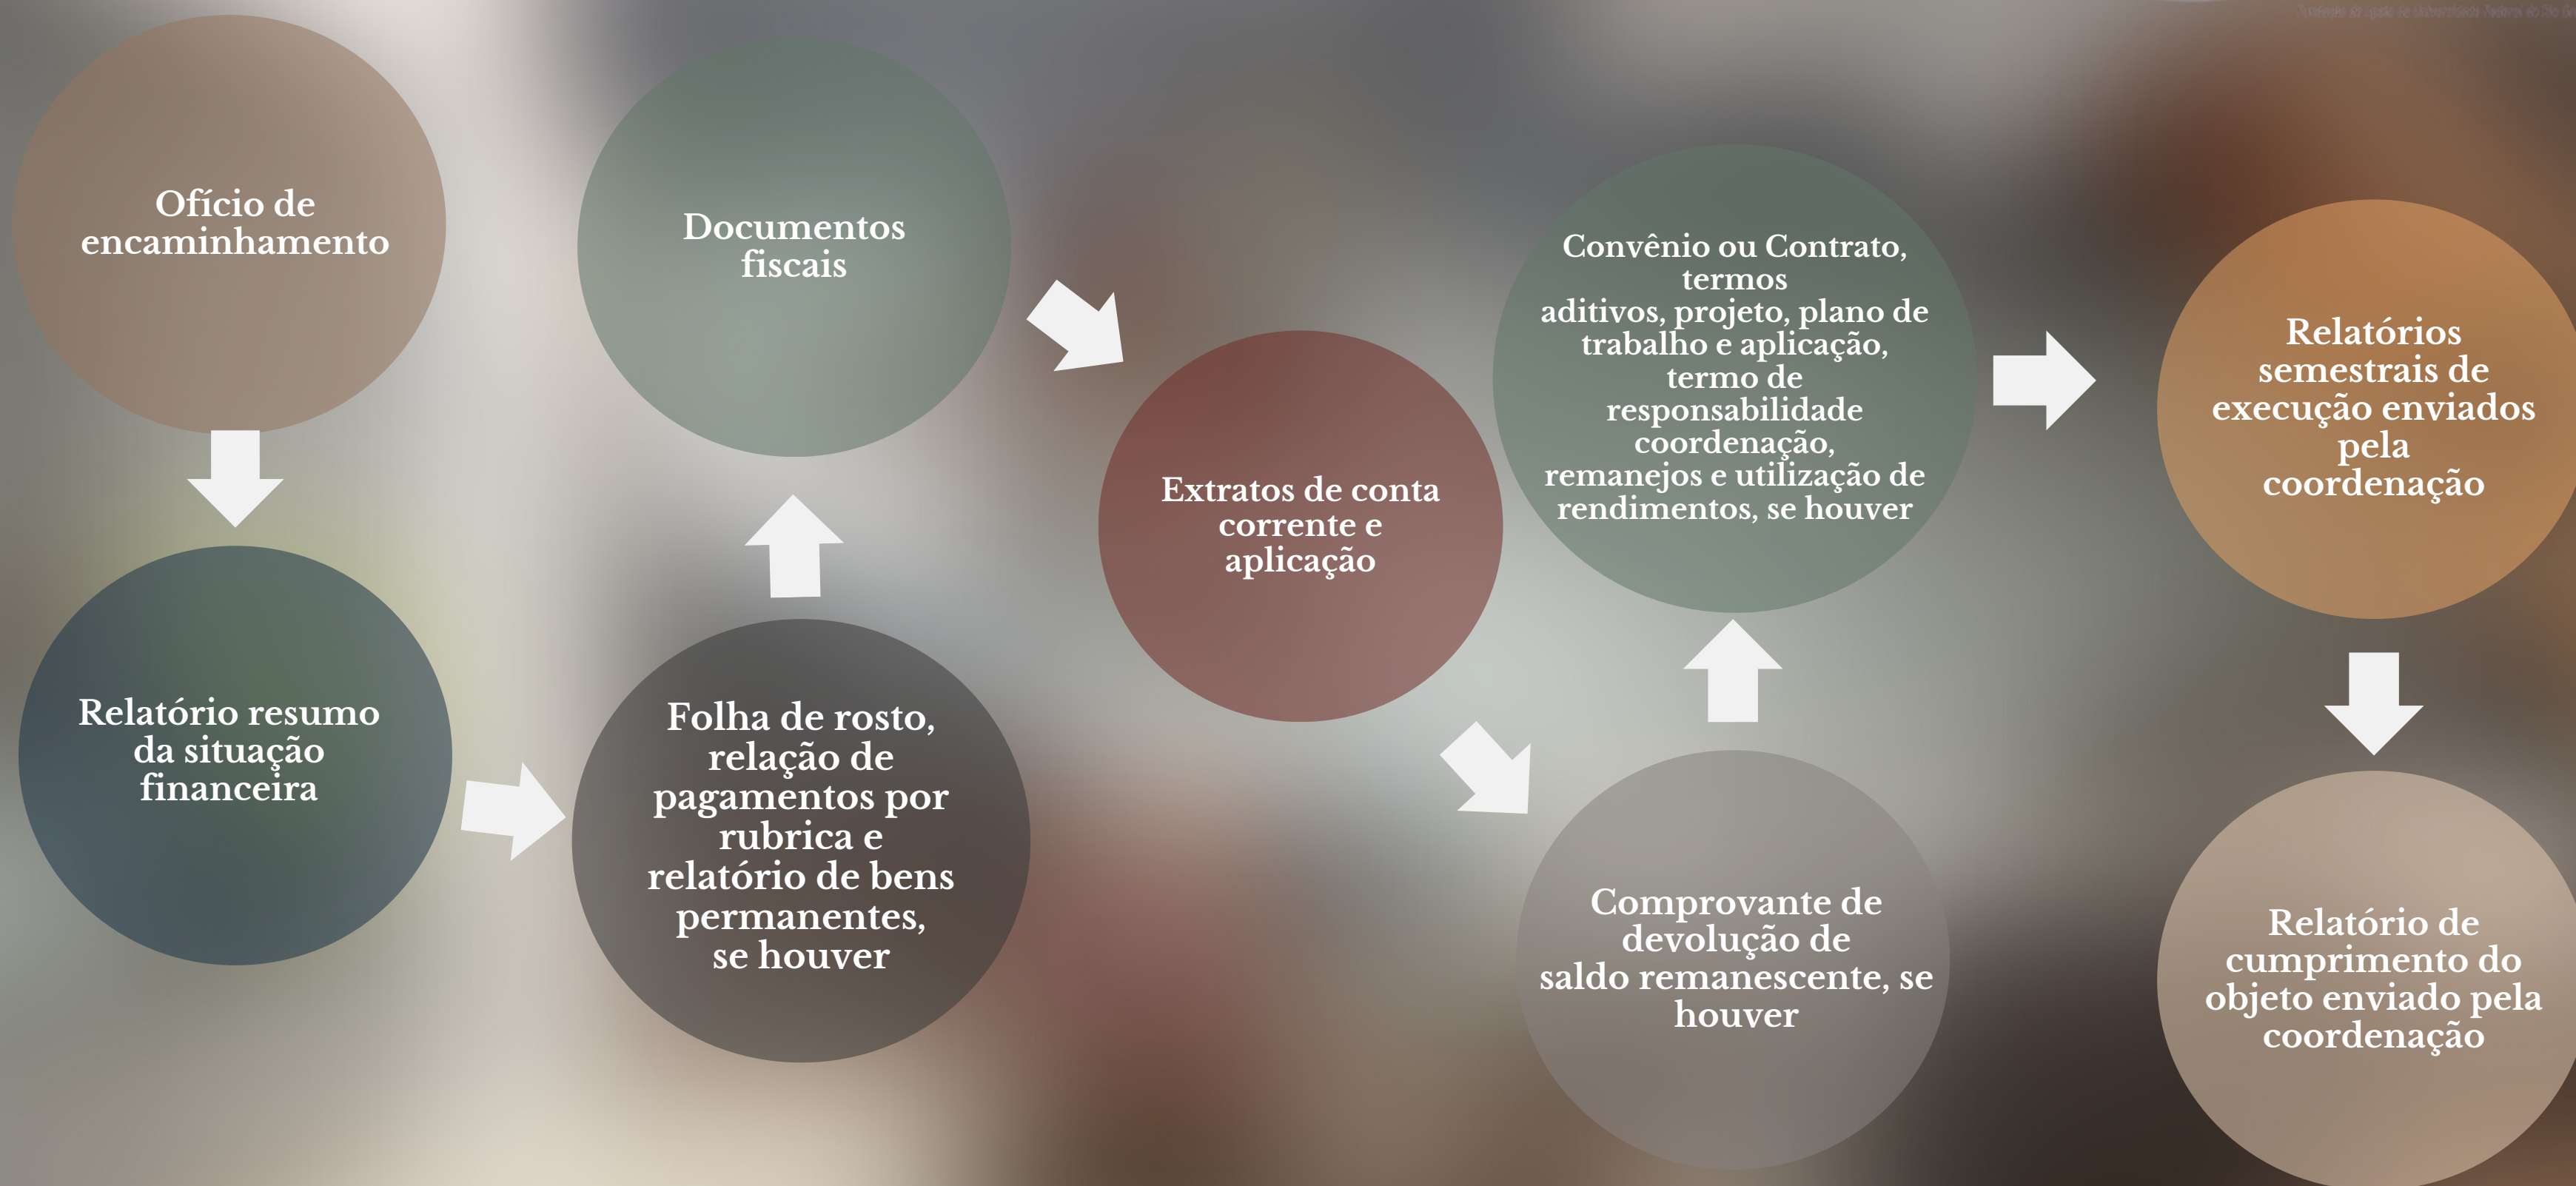 Ofício de
encaminhamento
Relatório resumo
da situação
financeira
Folha de rosto,
relação de
pagamentos por
rubrica e
relatório de bens
permanentes,
se houver
Documentos
fiscais
Extratos de conta
corrente e
aplicação
Comprovante de
devolução de
saldo remanescente, se
houver
Convênio ou Contrato,
termos
aditivos, projeto, plano de
trabalho e aplicação,
termo de
responsabilidade
coordenação,
remanejos e utilização de
rendimentos, se houver
Relatórios
semestrais de
execução enviados
pela
coordenação
Relatório de
cumprimento do
objeto enviado pela
coordenação